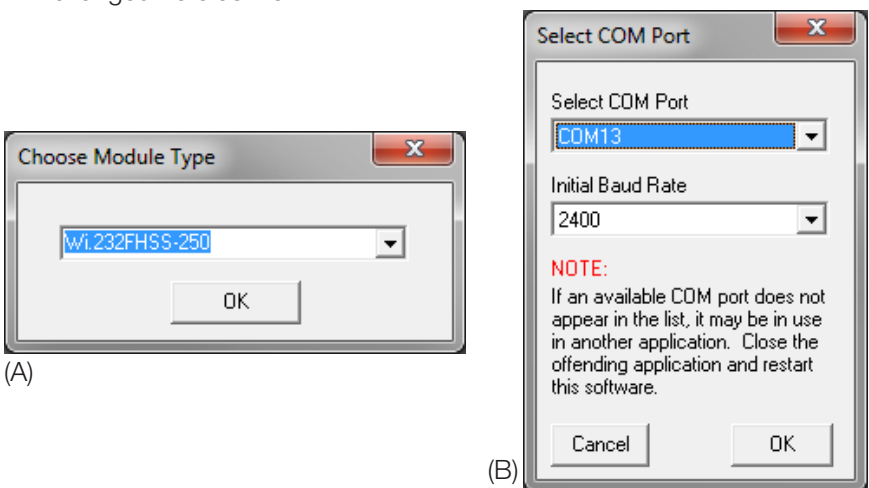 Choose Module Type
Wi.232FHSS-250
OK
(A)
Select COM Port
Select COM Port
COM13
Initial Baud Rate
2400
NOTE:
If an available COM port does not
appear in the list, it may be in use
in another application. Close the
offending application and restart
this software.
Cancel OK
(B)